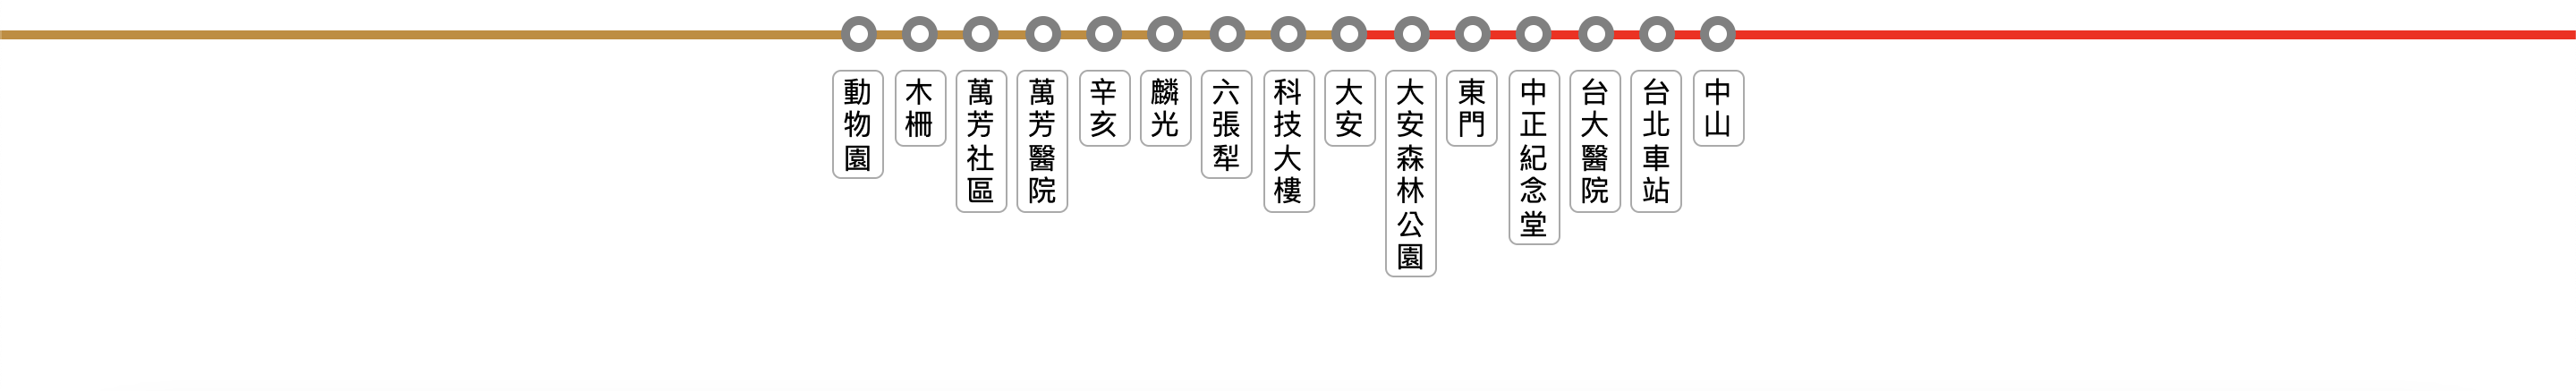 動物園
木柵
萬芳社區
萬芳醫院
辛亥
麟光
六張犁
科技大樓
大安
大安森林公園
東門
中正紀念堂
台大醫院
台北車站
中山